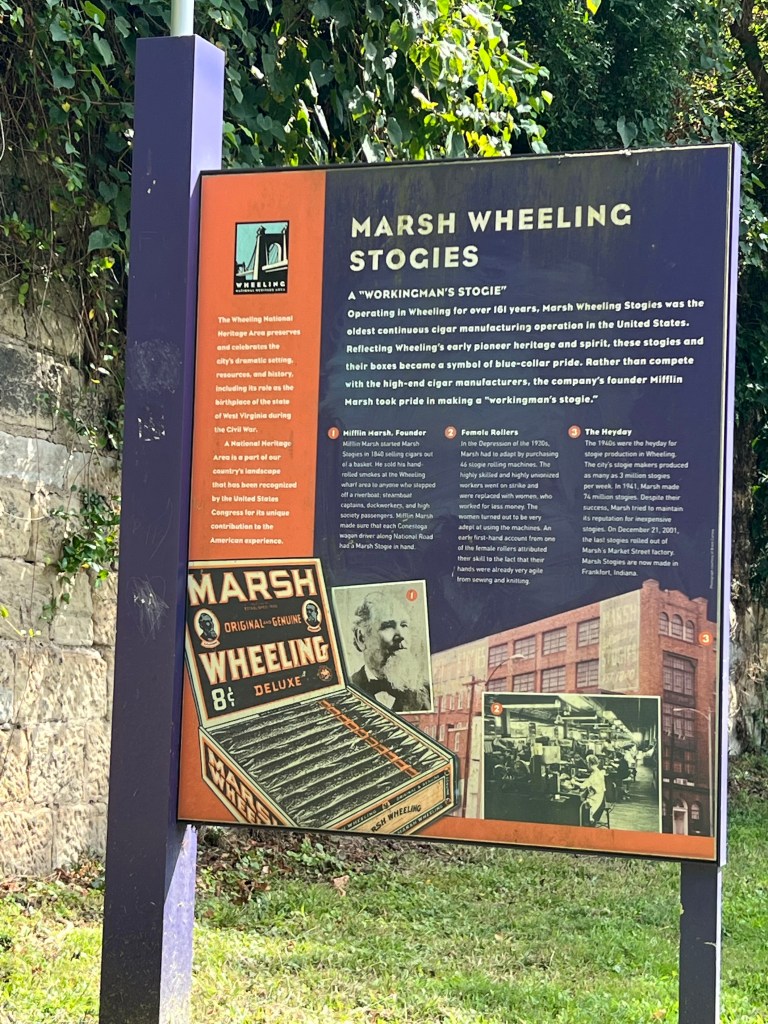 WHEELING
NATIONAL HERITAGE AREA
The Wheeling National
Heritage Area preserves
and celebrates the
city's dramatic setting,
resources, and history,
including its role as the
birthplace of the state
of West Virginia during
the Civil War.
A National Heritage
Area is a part of our
country's landscape
that has been recognized
by the United States
Congress for its unique
contribution to the
American experience.
MARSH WHEELING
STOGIES
A "WORKINGMAN'S STOGIE"
Operating in Wheeling for over 161 years, Marsh Wheeling Stogies was the
oldest continuous cigar manufacturing operation in the United States.
Reflecting Wheeling's early pioneer heritage and spirit, these stogies and
their boxes became a symbol of blue-collar pride. Rather than compete
with the high-end cigar manufacturers, the company's founder Mifflin
Marsh took pride in making a "workingman's stogie."
1 Mifflin Marsh, Founder
Mifflin Marsh started Marsh
Stogies in 1840 selling cigars out
of a basket. He sold his hand-
rolled smokes at the Wheeling
wharf area to anyone who stepped
off a riverboat: steamboat
captains, dockworkers, and high
society passengers. Mifflin Marsh
made sure that each Conestoga
wagon driver along National Road
had a Marsh Stogie in hand.
2 Female Rollers
In the Depression of the 1930s,
Marsh had to adapt by purchasing
46 stogie rolling machines. The
highly skilled and highly unionized
workers went on strike and
were replaced with women, who
worked for less money. The
women turned out to be very
adept at using the machines. An
early first-hand account from one
of the female rollers attributed
their skill to the fact that their
hands were already very agile
from sewing and knitting.
3 The Heyday
The 1940s were the heyday for
stogie production in Wheeling.
The city's stogie makers produced
as many as 3 million stogies
per week. In 1941, Marsh made
74 million stogies. Despite their
success, Marsh tried to maintain
its reputation for inexpensive
stogies. On December 21, 2001,
the last stogies rolled out of
Marsh's Market Street factory.
Marsh Stogies are now made in
Frankfort, Indiana.
MARSH
ORIGINAL AND GENUINE
WHEELING
8¢ DELUXE
MARSH
WHEELING
MARSH WHEELING
1
2
3